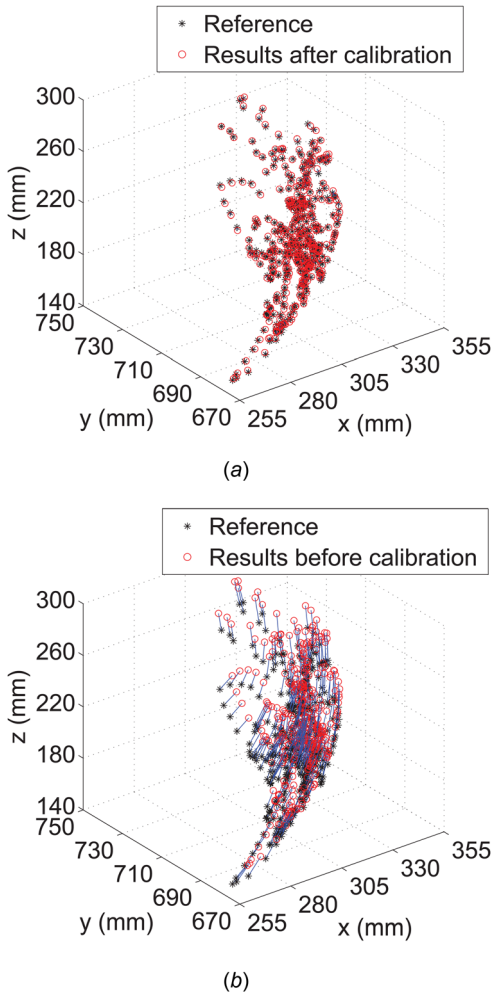 Reference
Results after calibration
300
260
220
180
140
z (mm)
750
730
710
690
670
y (mm)
255
280
305
330
355
x (mm)
(a)
Reference
Results before calibration
300
260
220
180
140
z (mm)
750
730
710
690
670
y (mm)
255
280
305
330
355
x (mm)
(b)